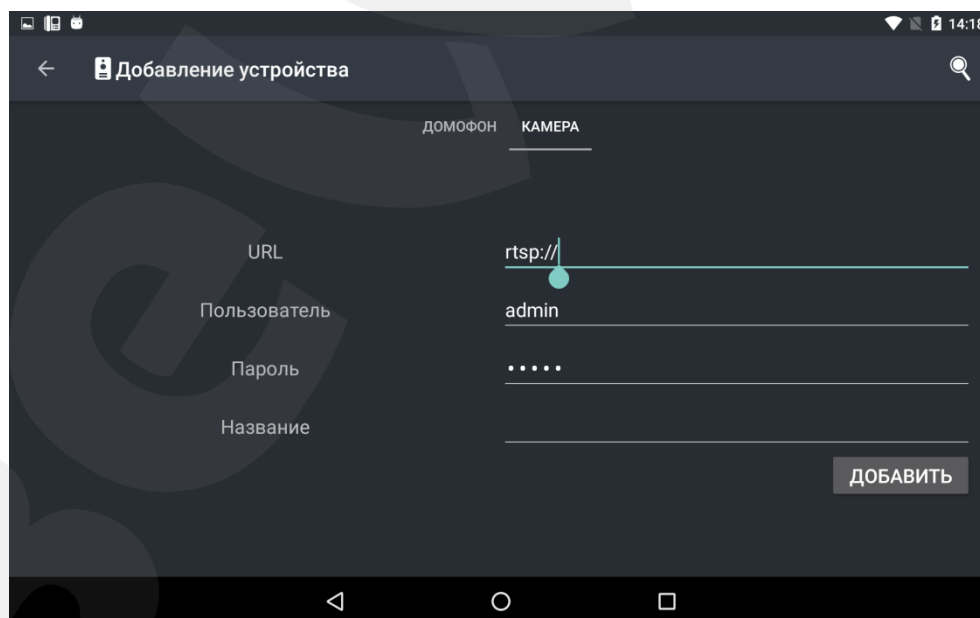 14:18
Добавление устройства
ДОМОФОН КАМЕРА
URL rtsp://
Пользователь admin
Пароль •••••
Название
ДОБАВИТЬ